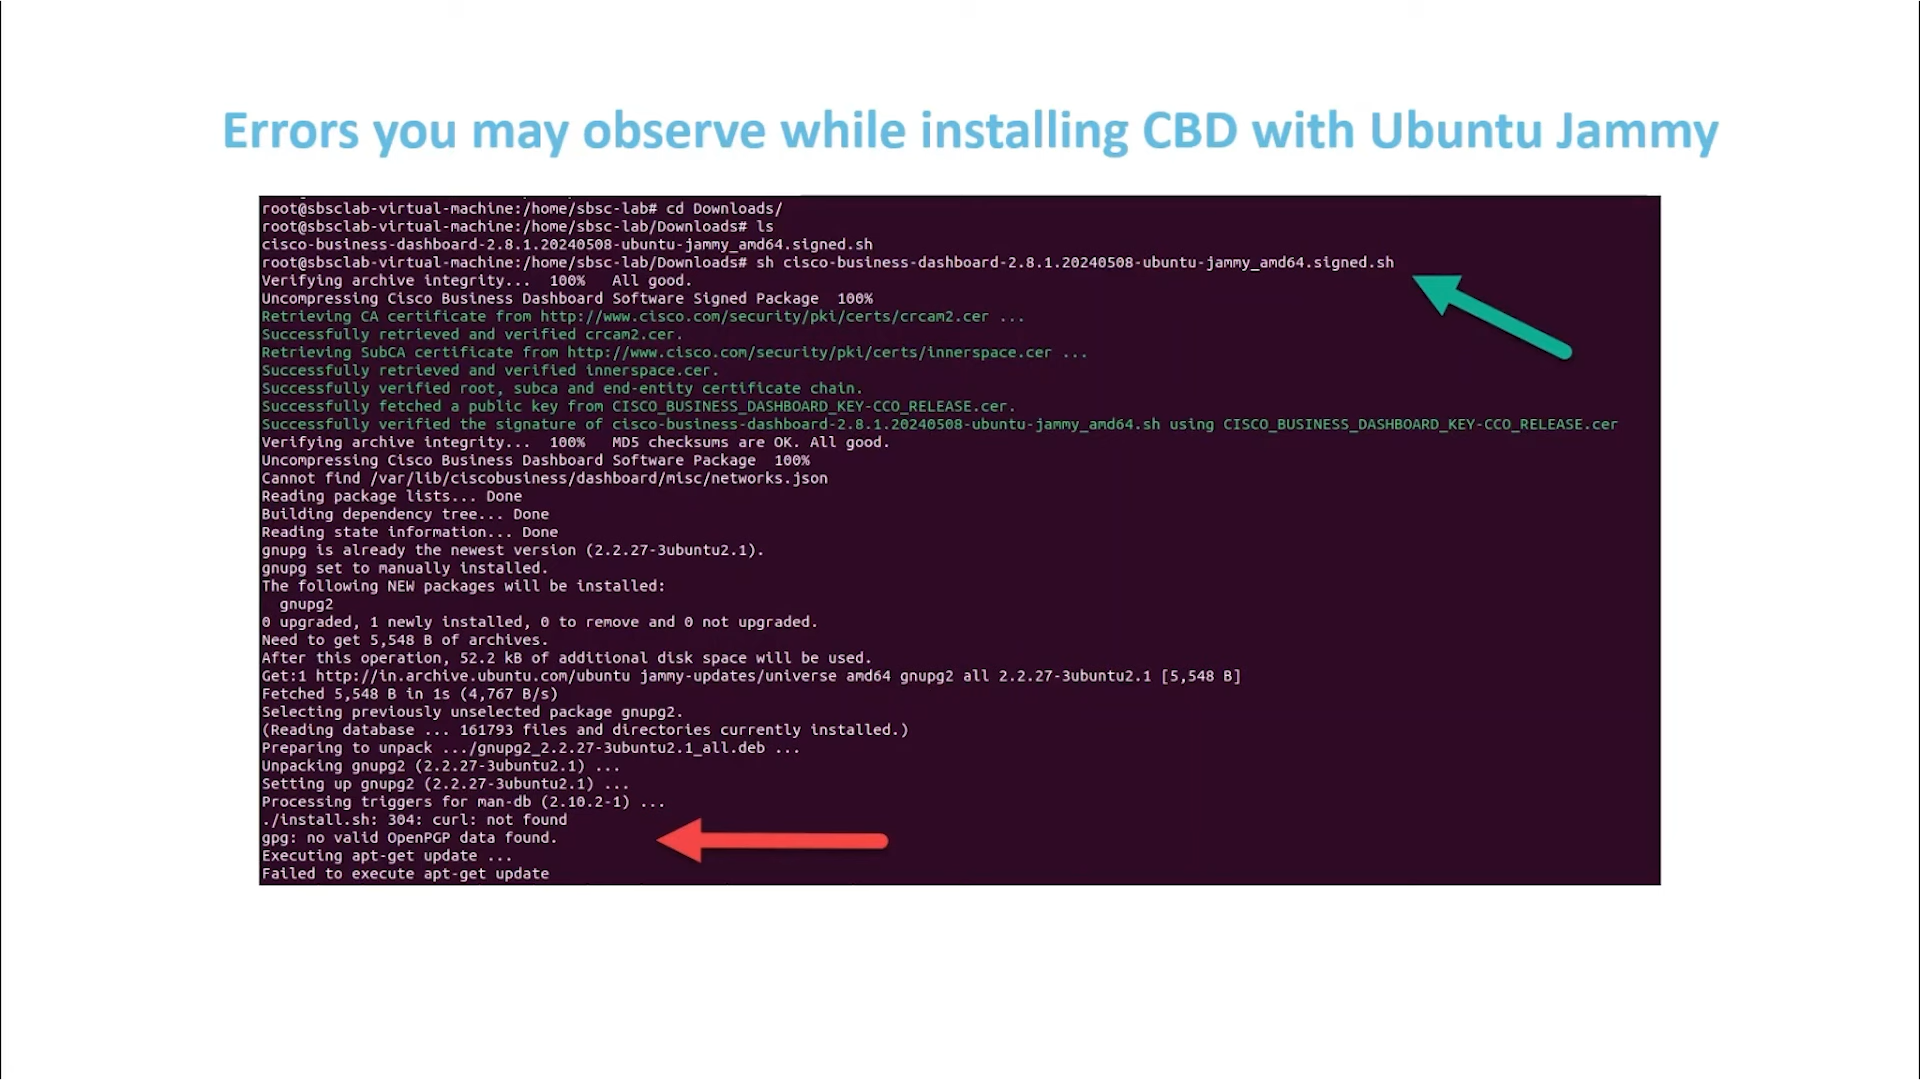 Errors you may observe while installing CBD with Ubuntu Jammy
root@sbsclab-virtual-machine:/home/sbsc-lab# cd Downloads/
root@sbsclab-virtual-machine:/home/sbsc-lab/Downloads# ls
cisco-business-dashboard-2.8.1.20240508-ubuntu-jammy_amd64.signed.sh
root@sbsclab-virtual-machine:/home/sbsc-lab/Downloads# sh cisco-business-dashboard-2.8.1.20240508-ubuntu-jammy_amd64.signed.sh
Verifying archive integrity...  100%   All good.
Uncompressing Cisco Business Dashboard Software Signed Package  100%
Retrieving CA certificate from http://www.cisco.com/security/pki/certs/crcam2.cer ...
Successfully retrieved and verified crcam2.cer.
Retrieving SubCA certificate from http://www.cisco.com/security/pki/certs/innerspace.cer ...
Successfully retrieved and verified innerspace.cer.
Successfully verified root, subca and end-entity certificate chain.
Successfully fetched a public key from CISCO_BUSINESS_DASHBOARD_KEY-CCO_RELEASE.cer.
Successfully verified the signature of cisco-business-dashboard-2.8.1.20240508-ubuntu-jammy_amd64.sh using CISCO_BUSINESS_DASHBOARD_KEY-CCO_RELEASE.cer
Verifying archive integrity...  100%   MD5 checksums are OK. All good.
Uncompressing Cisco Business Dashboard Software Package  100%
Cannot find /var/lib/ciscobusiness/dashboard/misc/networks.json
Reading package lists... Done
Building dependency tree... Done
Reading state information... Done
gnupg is already the newest version (2.2.27-3ubuntu2.1).
gnupg set to manually installed.
The following NEW packages will be installed:
  gnupg2
0 upgraded, 1 newly installed, 0 to remove and 0 not upgraded.
Need to get 5,548 B of archives.
After this operation, 52.2 kB of additional disk space will be used.
Get:1 http://in.archive.ubuntu.com/ubuntu jammy-updates/universe amd64 gnupg2 all 2.2.27-3ubuntu2.1 [5,548 B]
Fetched 5,548 B in 1s (4,767 B/s)
Selecting previously unselected package gnupg2.
(Reading database ... 161793 files and directories currently installed.)
Preparing to unpack .../gnupg2_2.2.27-3ubuntu2.1_all.deb ...
Unpacking gnupg2 (2.2.27-3ubuntu2.1) ...
Setting up gnupg2 (2.2.27-3ubuntu2.1) ...
Processing triggers for man-db (2.10.2-1) ...
./install.sh: 304: curl: not found
gpg: no valid OpenPGP data found.
Executing apt-get update ...
Failed to execute apt-get update